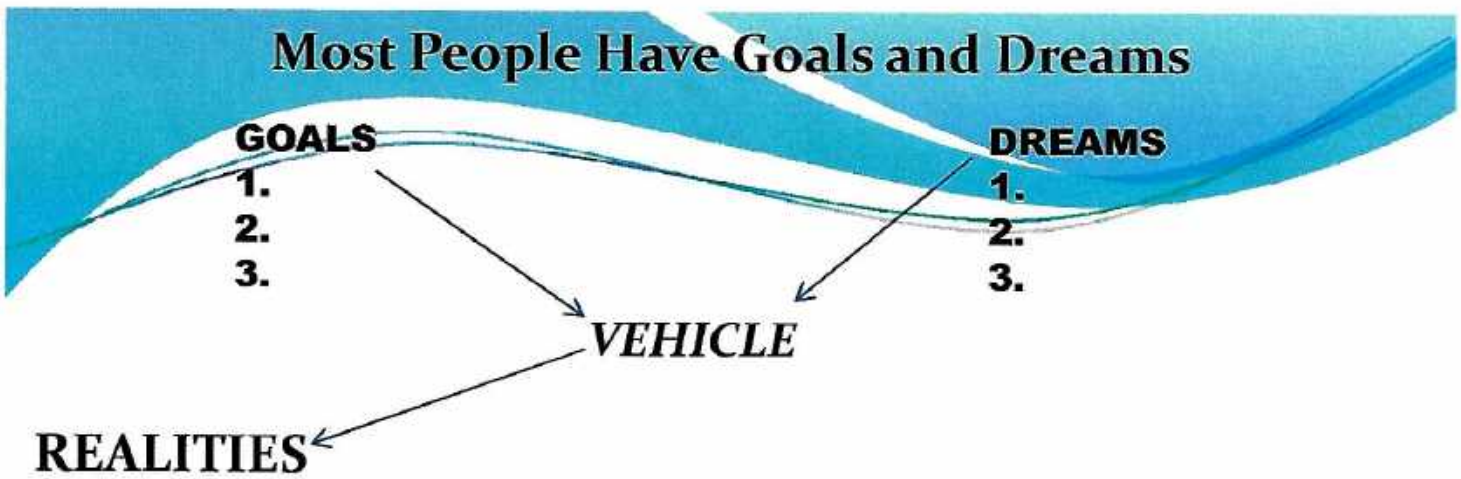 Most People Have Goals and Dreams
GOALS
1.
2.
3.
DREAMS
1.
2.
3.
VEHICLE
REALITIES